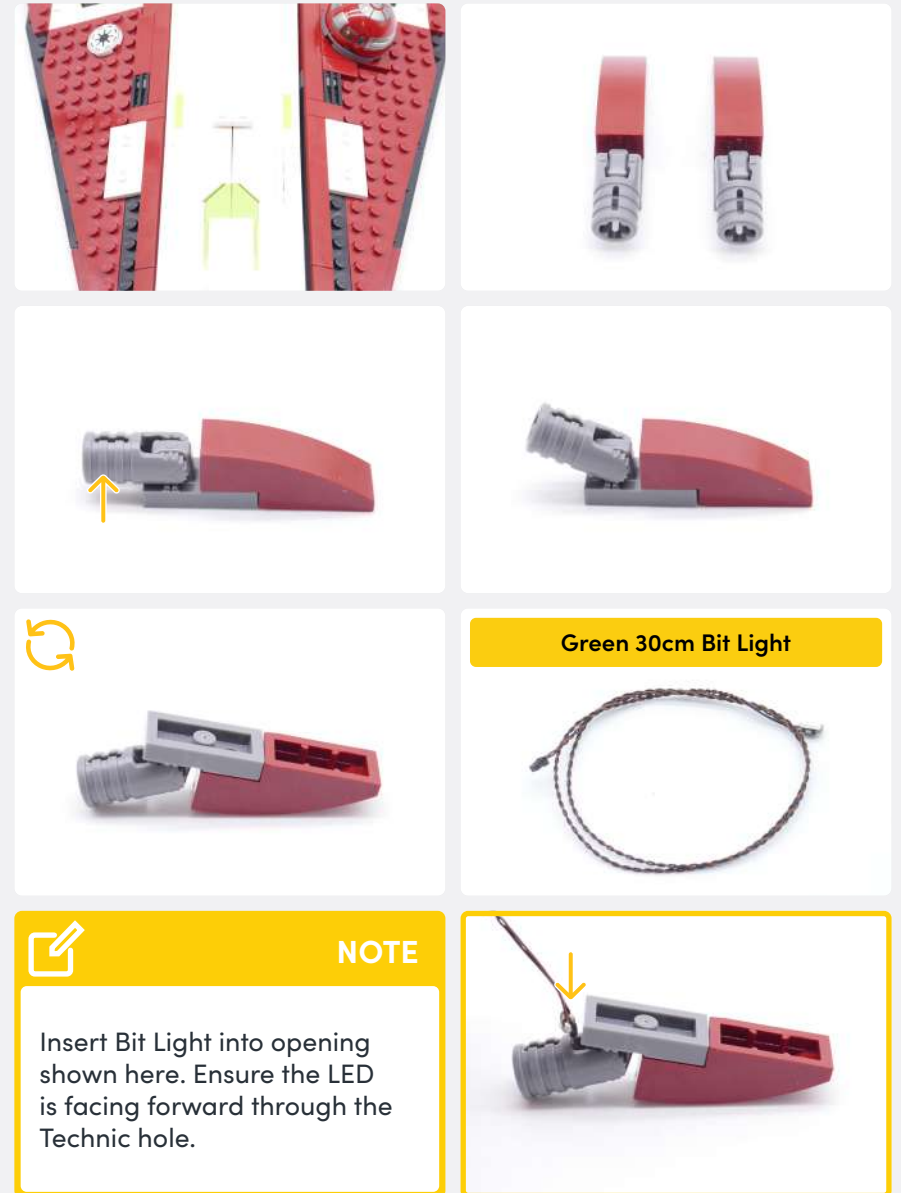 Green 30cm Bit Light
NOTE
Insert Bit Light into opening
shown here. Ensure the LED
is facing forward through the
Technic hole.